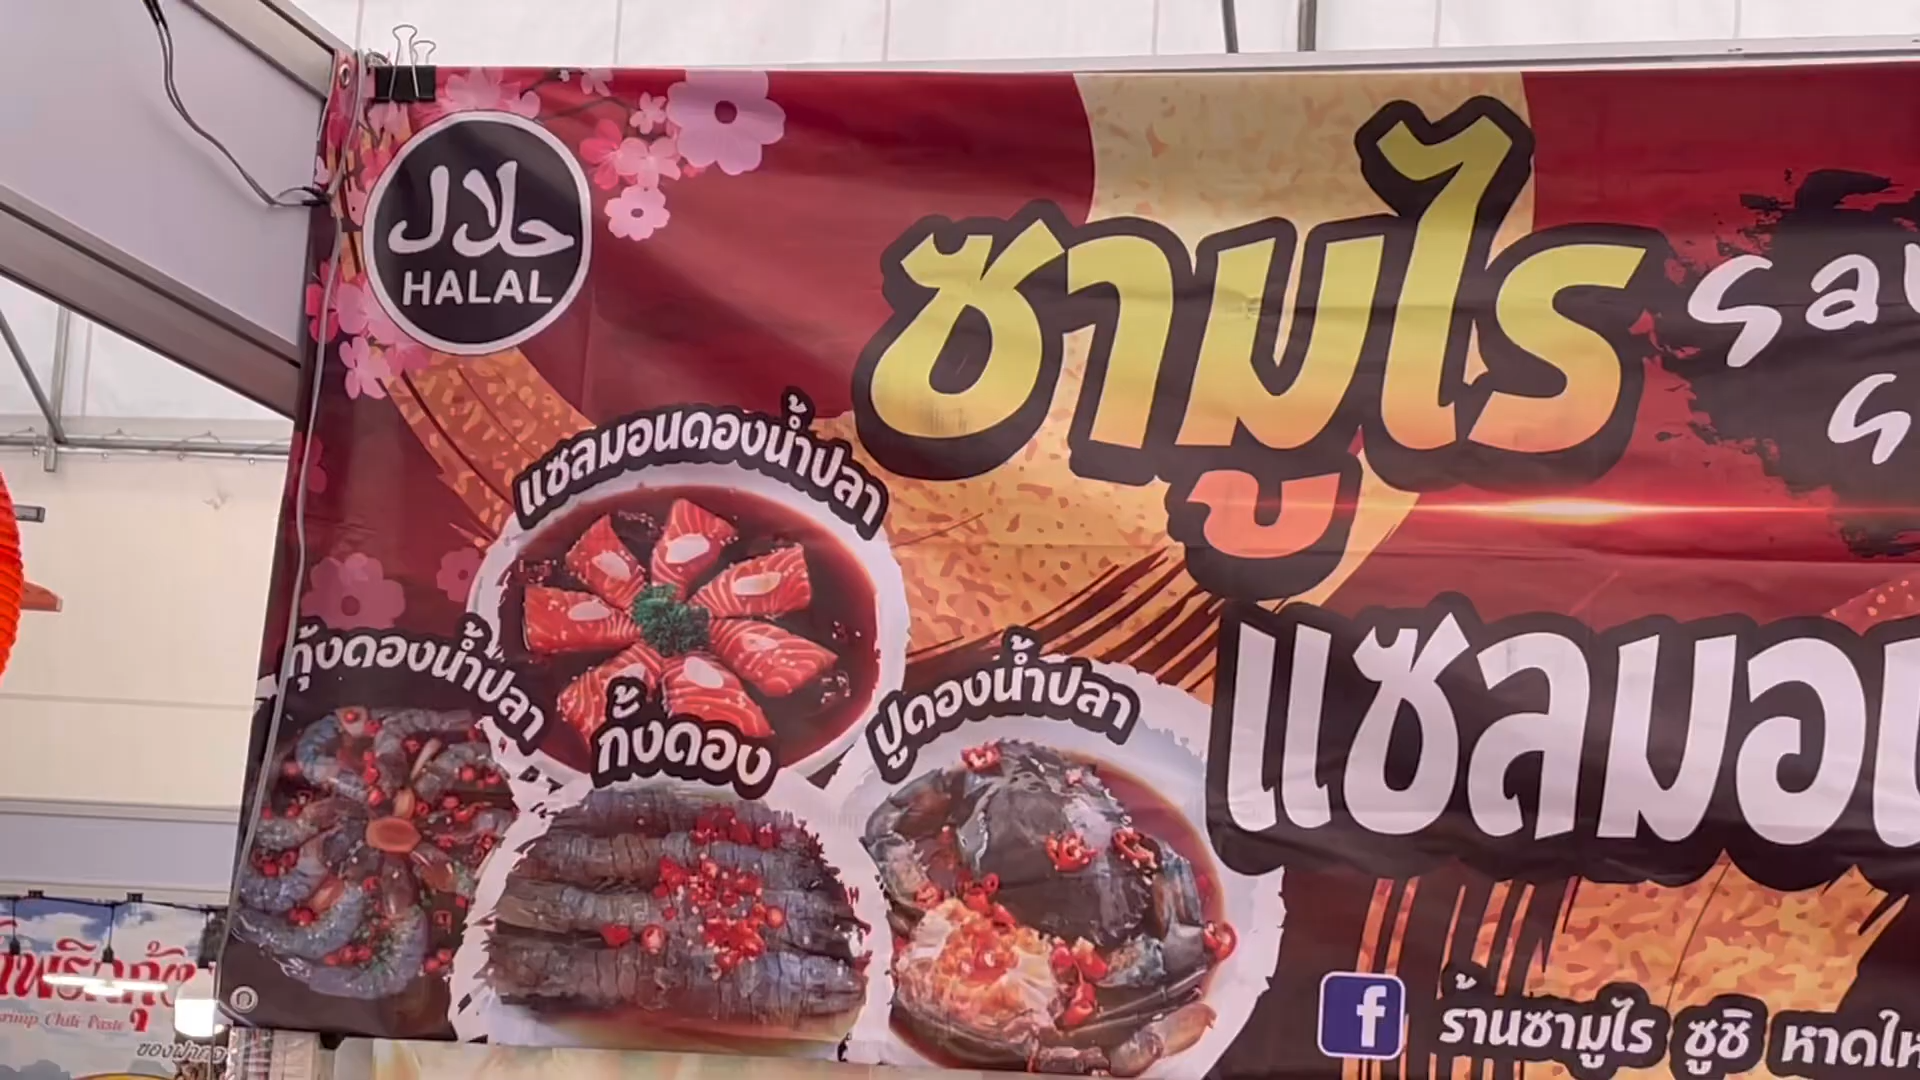 حلال
HALAL
ซามูไร
แซลมอนดองน้ำปลา
กุ้งดองน้ำปลา
กั้งดอง
ปูดองน้ำปลา
แซลมอน
ร้านซามูไร ซูชิ หาดให
Chili Paste